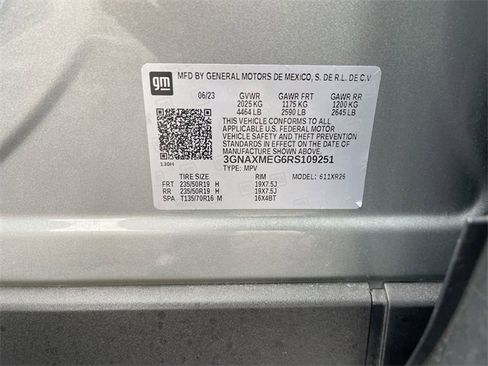 gm
MFD BY GENERAL MOTORS DE MEXICO, S. DE R.L. DE C.V
06/23 GVWR GAWR FRT GAWR RR
2025 KG 1175 KG 1200 KG
4464 LB 2590 LB 2645 LB
THIS VEHICLE CONFORMS TO ALL
APPLICABLE U.S. FEDERAL MOTOR
VEHICLE SAFETY AND THEFT PREVENTION
STANDARDS IN EFFECT ON THE DATE OF
MANUFACTURE SHOWN ABOVE.
3GNAXMEG6RS109251
TYPE: MPV
130H
TIRE SIZE RIM MODEL: 611XR26
FRT 235/50R19 H 19X7.5J
RR 235/50R19 H 19X7.5J
SPA T135/70R16 M 16X4BT